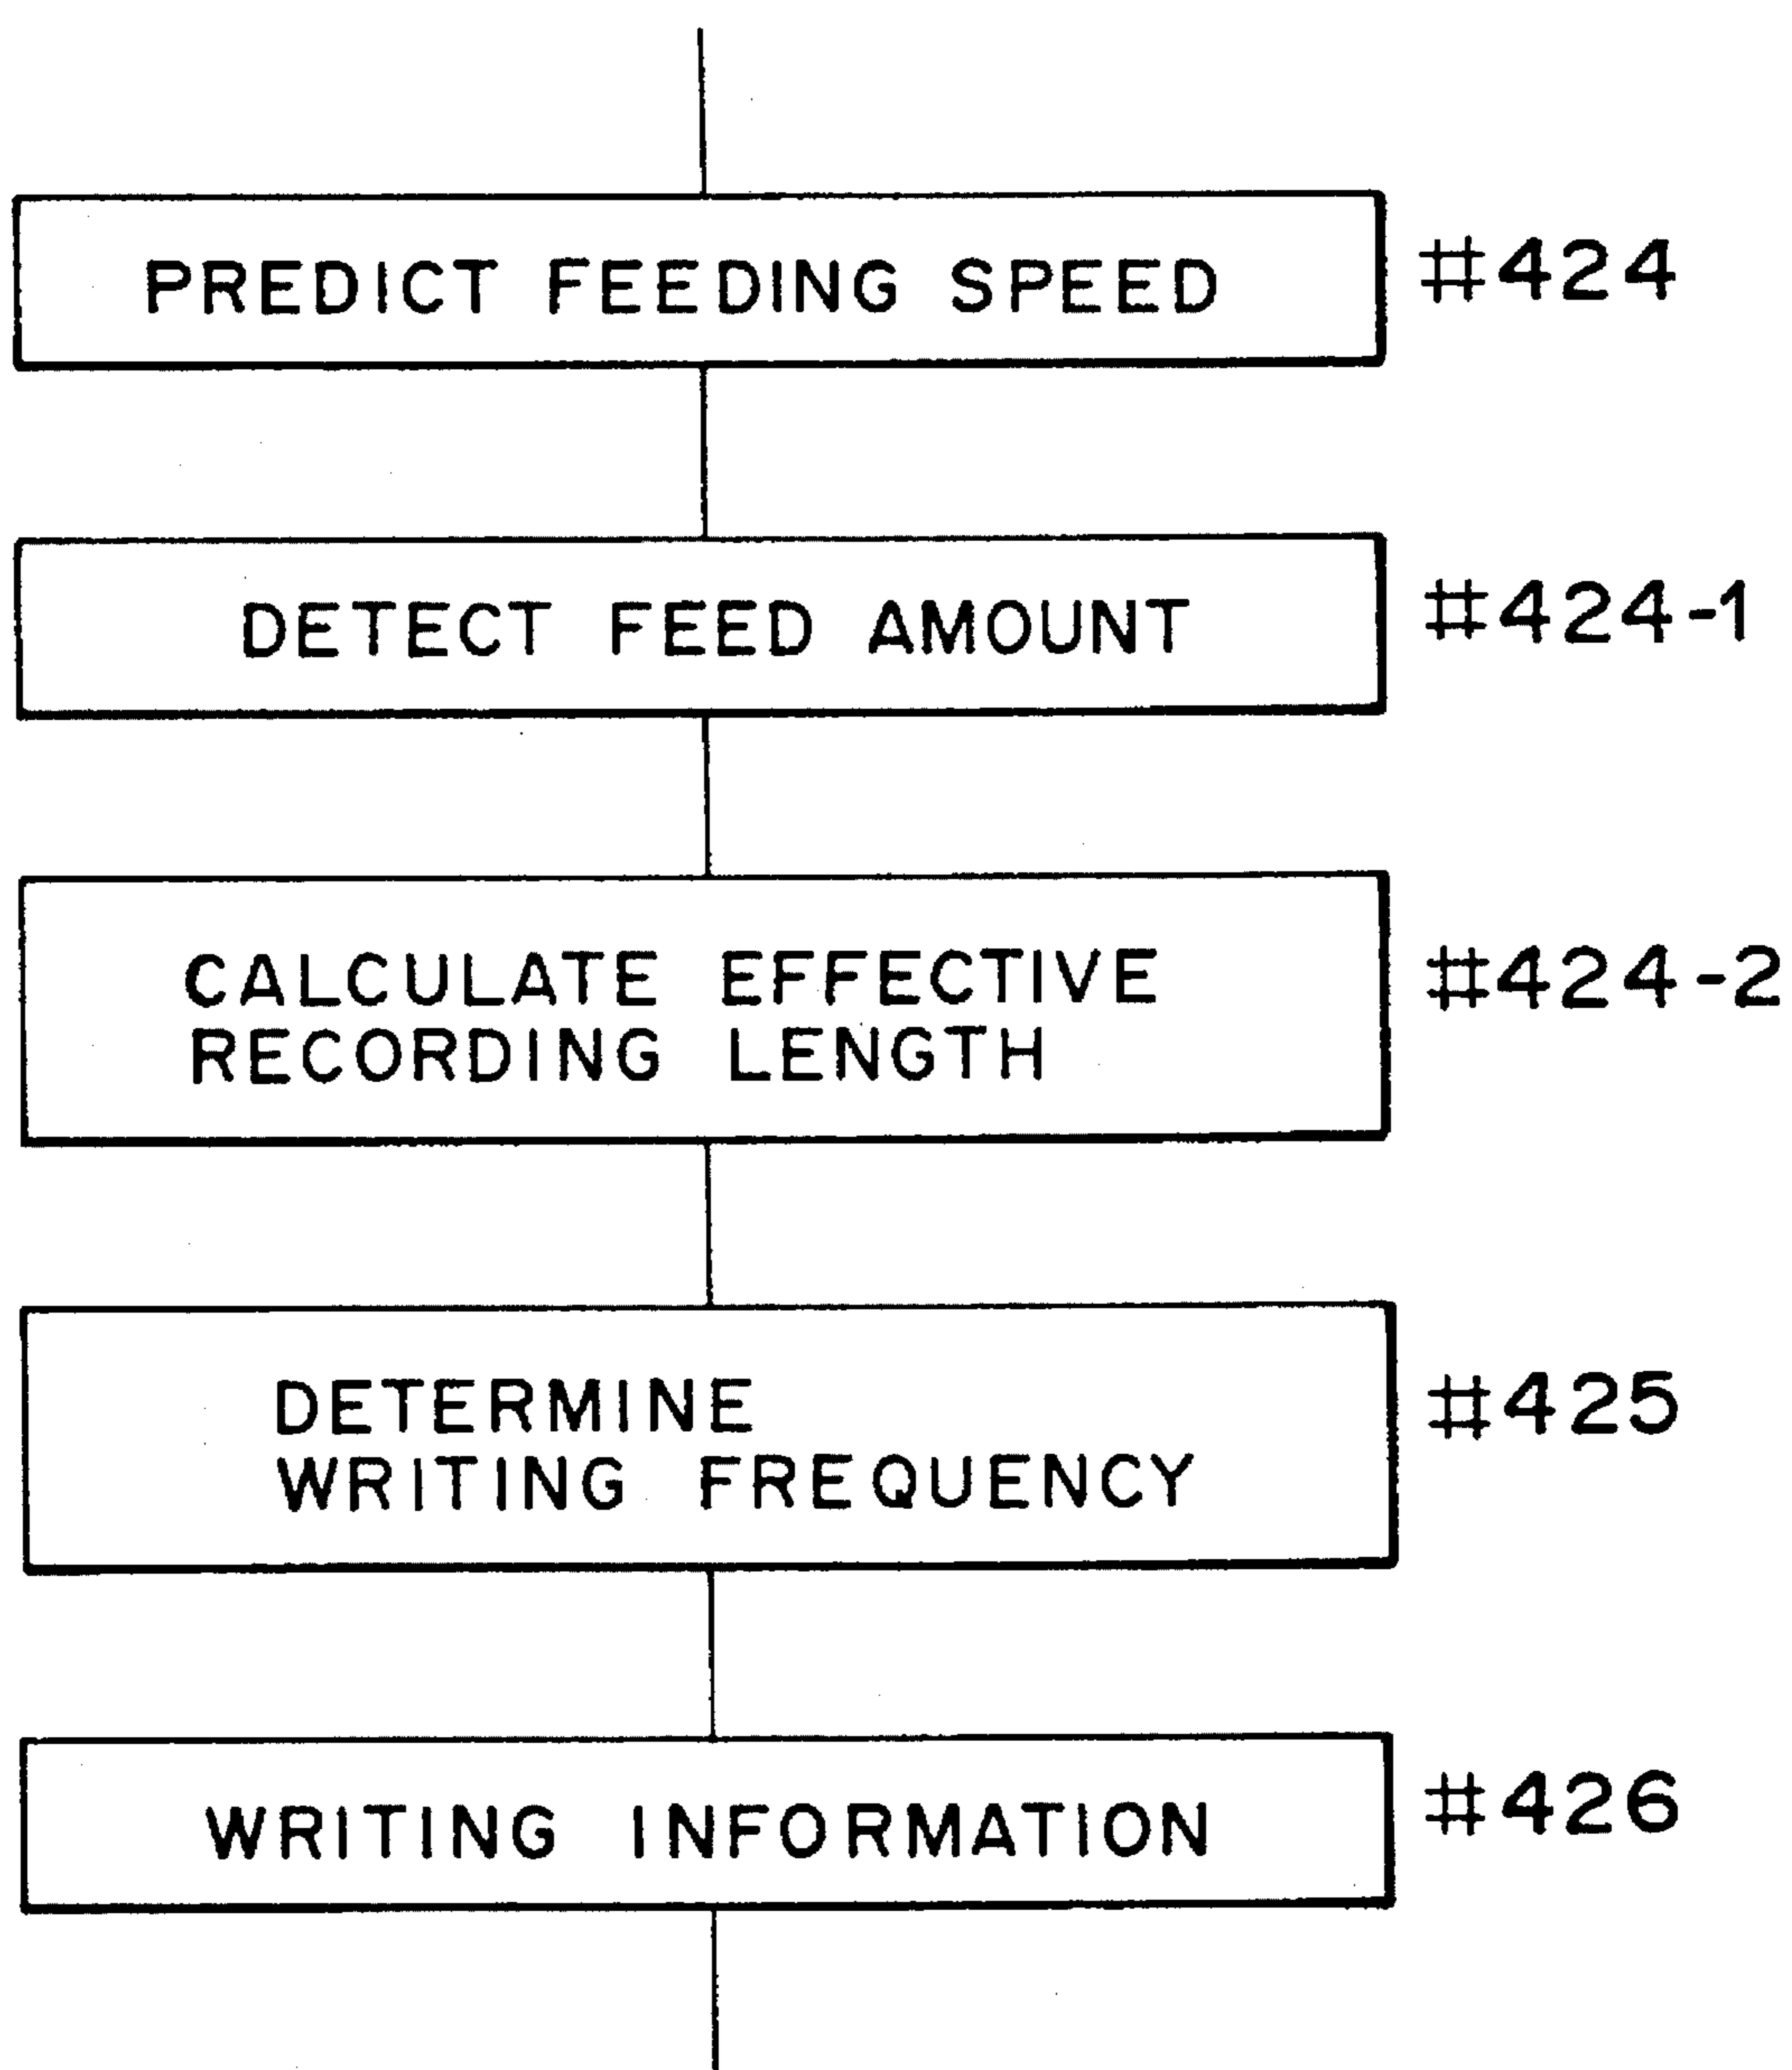 PREDICT FEEDING SPEED #424
DETECT FEED AMOUNT #424-1
CALCULATE EFFECTIVE #424-2
RECORDING LENGTH
DETERMINE #425
WRITING FREQUENCY
WRITING INFORMATION #426